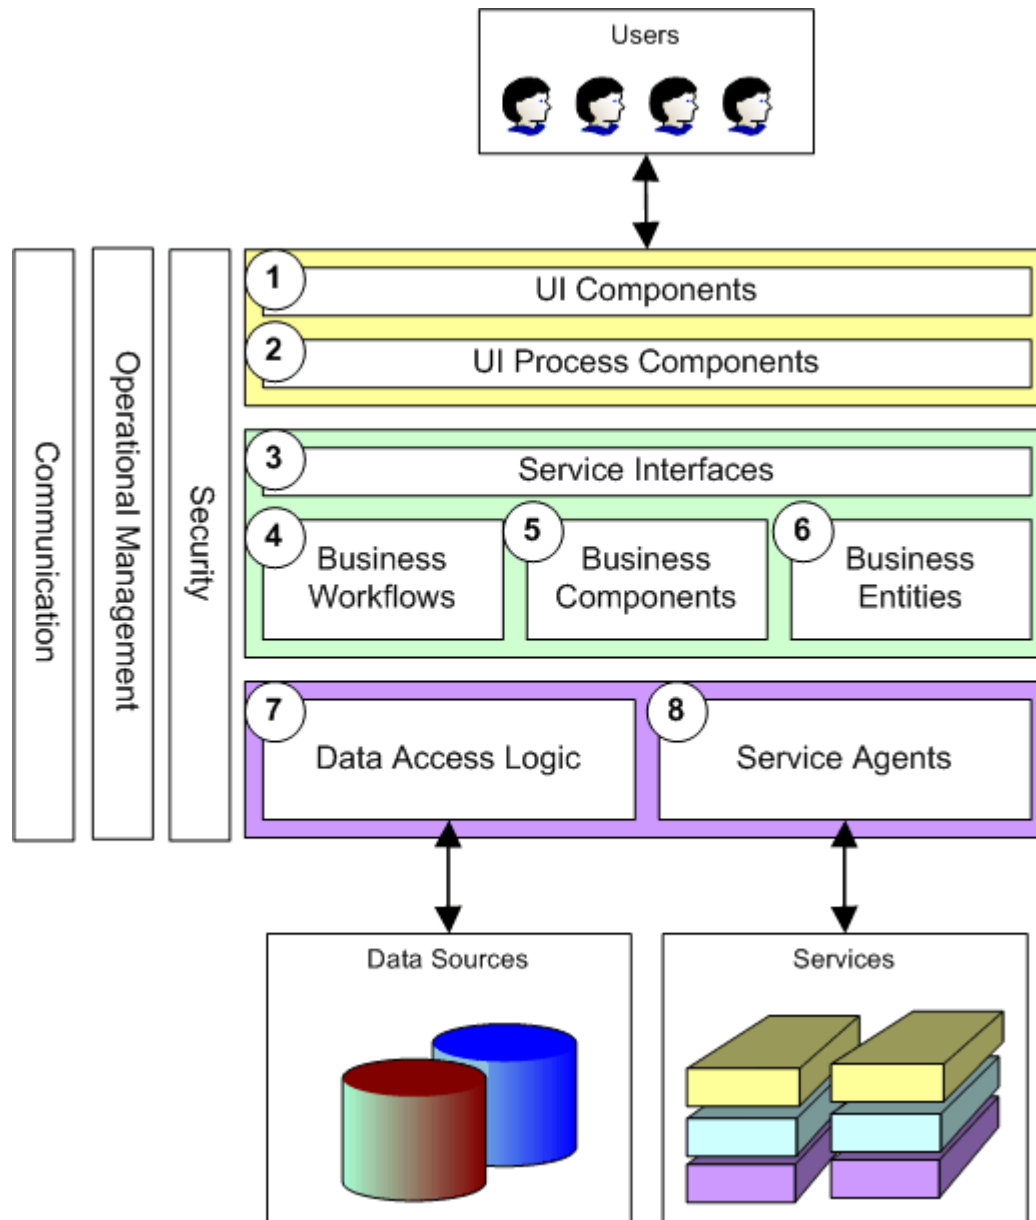 Users
Communication
Operational Management
Security
1
UI Components
2
UI Process Components
3
Service Interfaces
4
Business
Workflows
5
Business
Components
6
Business
Entities
7
Data Access Logic
8
Service Agents
Data Sources
Services